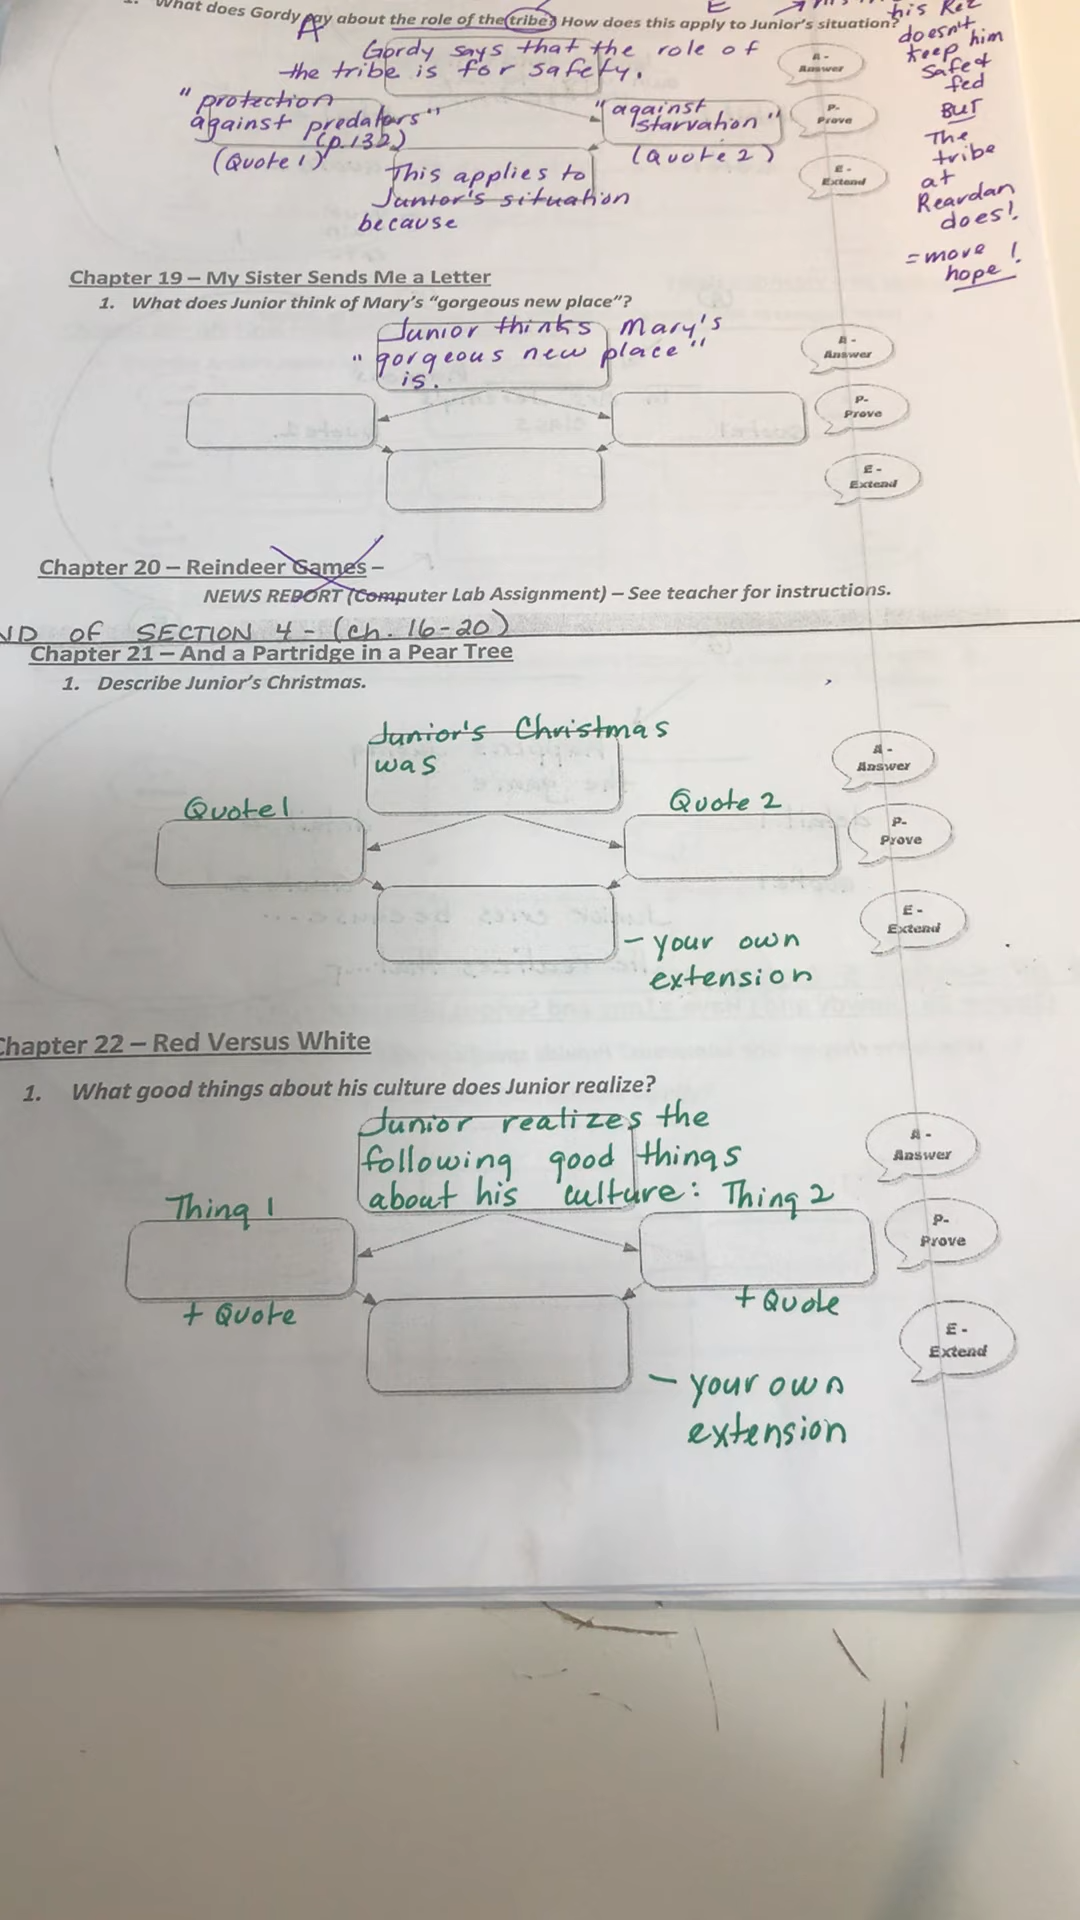 What does Gordy say about the role of the tribe? How does this apply to Junior's situation?
A
E
his Rez
doesn't
keep him
safe &
fed
BUT
The
tribe
at
Reardan
does!
= more
hope!
Gordy says that the role of
the tribe is for safety.
A -
Answer
"protection
against predators"
(p.132)
(Quote 1)
"against
starvation"
(Quote 2)
P-
Prove
This applies to
Junior's situation
because
E -
Extend
Chapter 19 – My Sister Sends Me a Letter
1. What does Junior think of Mary's "gorgeous new place"?
Junior thinks Mary's
"gorgeous new place"
is.
A -
Answer
P-
Prove
E -
Extend
Chapter 20 – Reindeer Games –
NEWS REPORT (Computer Lab Assignment) – See teacher for instructions.
ND OF SECTION 4 - (ch. 16-20)
Chapter 21 – And a Partridge in a Pear Tree
1. Describe Junior's Christmas.
Junior's Christmas
was
A -
Answer
Quote 1
Quote 2
P-
Prove
E -
Extend
- your own
extension
Chapter 22 – Red Versus White
1. What good things about his culture does Junior realize?
Junior realizes the
following good things
about his culture:
A -
Answer
Thing 1
Thing 2
P-
Prove
+ Quote
+ Quote
E -
Extend
- your own
extension